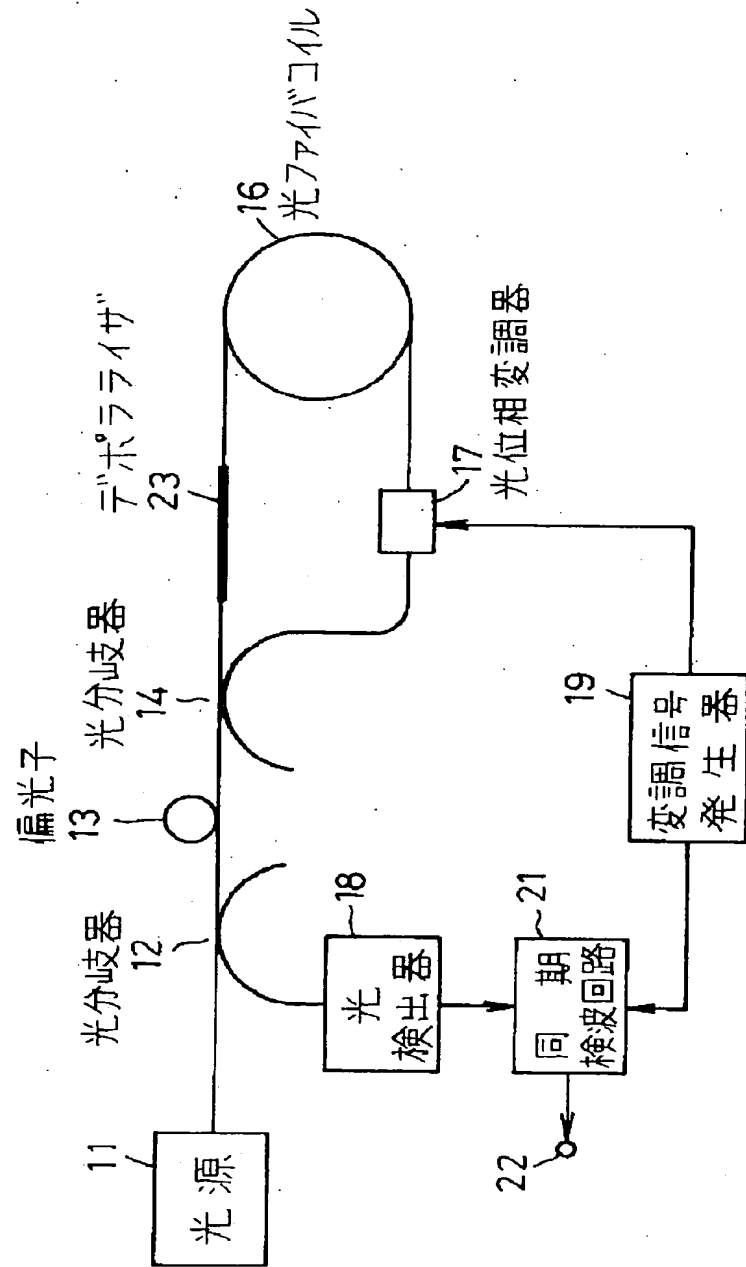 11
光源
光分岐器
12
偏光子
13
光分岐器
14
デポラライザ
23
16
光ファイバコイル
17
光位相変調器
18
光
検出器
21
同期
検波回路
22
19
変調信号
発生器